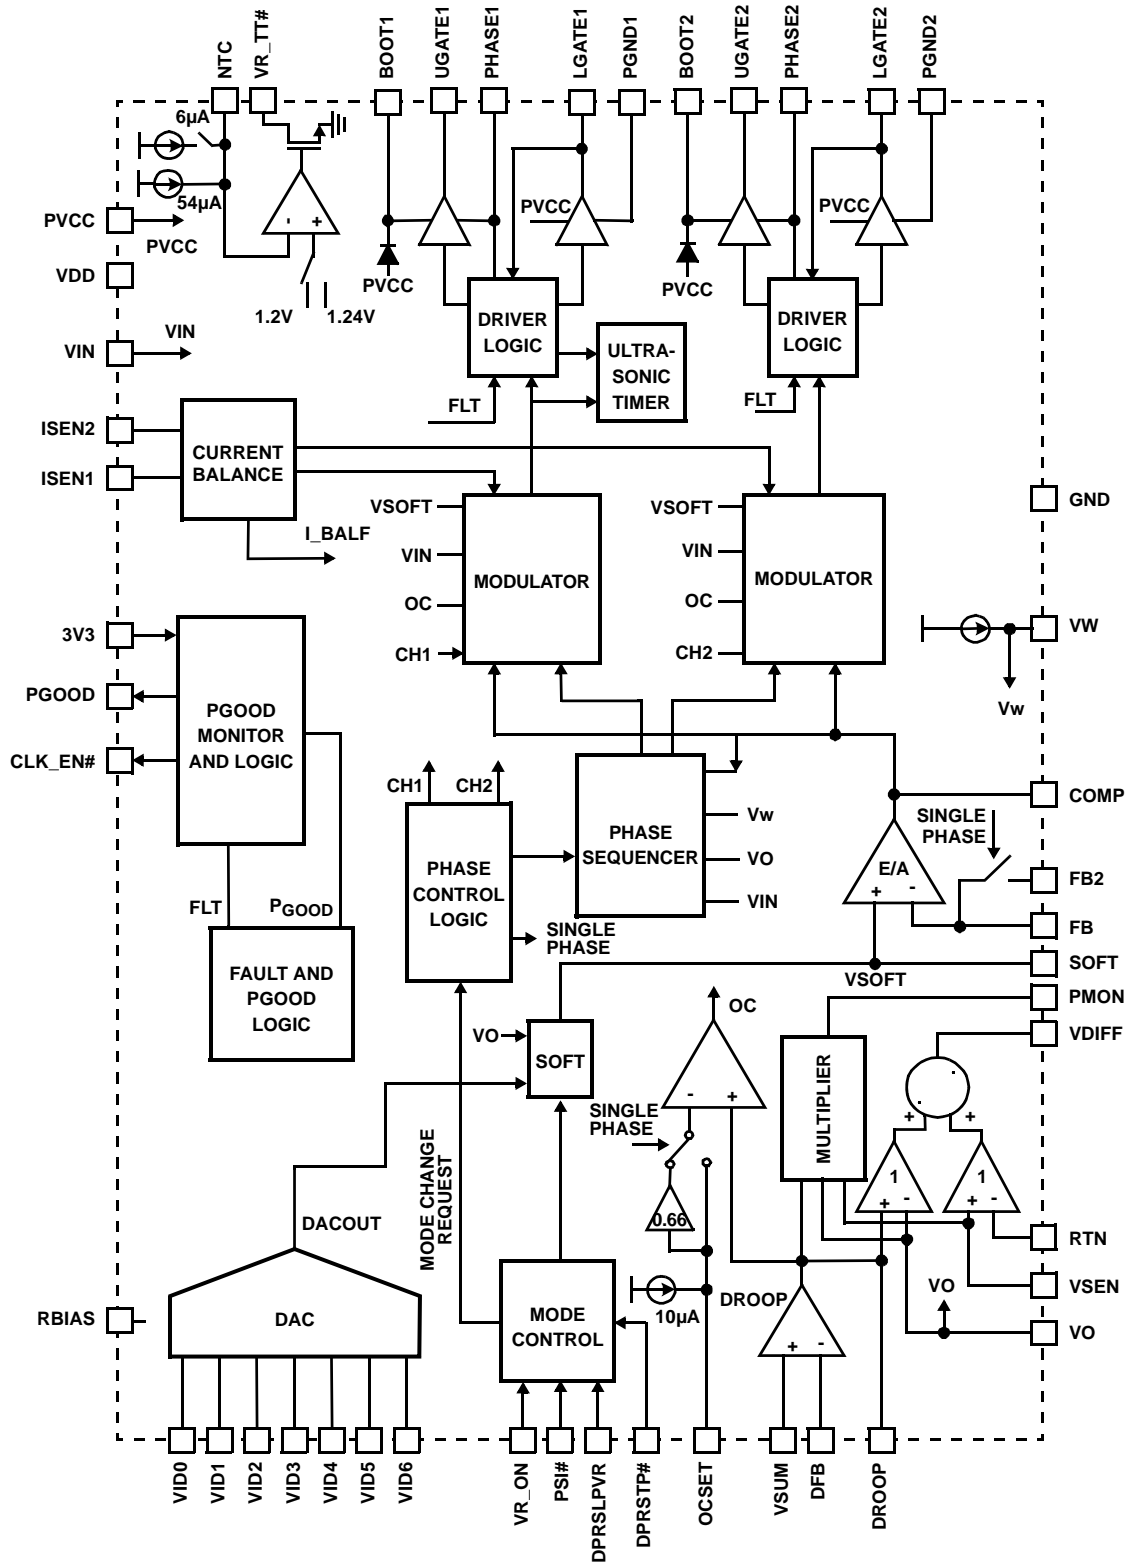 NTC
VR_TT#
BOOT1
UGATE1
PHASE1
LGATE1
PGND1
BOOT2
UGATE2
PHASE2
LGATE2
PGND2
6µA
54µA
PVCC
PVCC
-
+
1.2V
1.24V
PVCC
PVCC
PVCC
PVCC
VDD
VIN
VIN
DRIVER
LOGIC
ULTRA-
SONIC
TIMER
DRIVER
LOGIC
FLT
FLT
ISEN2
ISEN1
CURRENT
BALANCE
I_BALF
VSOFT
VIN
OC
CH1
MODULATOR
VSOFT
VIN
OC
CH2
MODULATOR
GND
VW
Vw
3V3
PGOOD
CLK_EN#
PGOOD
MONITOR
AND LOGIC
FLT
PGOOD
FAULT AND
PGOOD
LOGIC
CH1
CH2
PHASE
CONTROL
LOGIC
SINGLE
PHASE
PHASE
SEQUENCER
Vw
VO
VIN
COMP
SINGLE
PHASE
E/A
+
-
FB2
FB
SOFT
VSOFT
PMON
VDIFF
VO
SOFT
OC
-
+
SINGLE
PHASE
0.66
MULTIPLIER
-
-
+
+
1
+
-
1
+
-
RTN
VSEN
VO
VO
MODE CHANGE
REQUEST
DACOUT
DAC
RBIAS
MODE
CONTROL
10µA
DROOP
+
-
VID0
VID1
VID2
VID3
VID4
VID5
VID6
VR_ON
PSI#
DPRSLPVR
DPRSTP#
OCSET
VSUM
DFB
DROOP